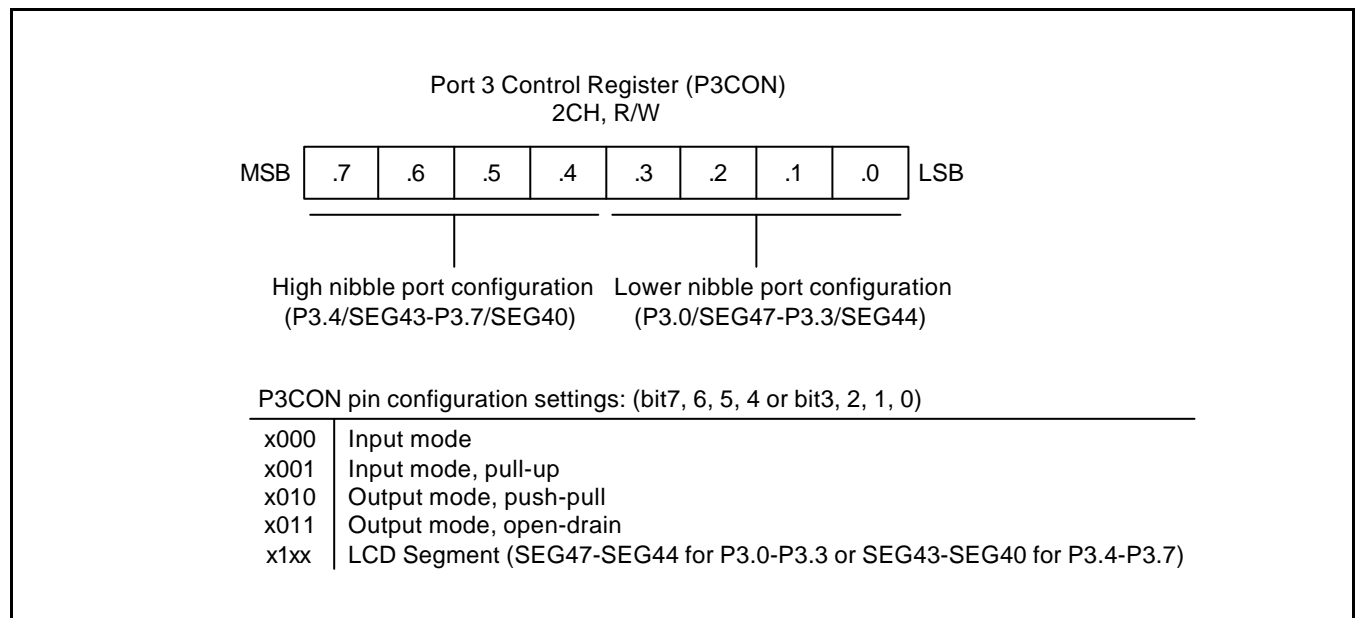 Port 3 Control Register (P3CON)
2CH, R/W
MSB .7 .6 .5 .4 .3 .2 .1 .0 LSB
High nibble port configuration
(P3.4/SEG43-P3.7/SEG40)
Lower nibble port configuration
(P3.0/SEG47-P3.3/SEG44)
P3CON pin configuration settings: (bit7, 6, 5, 4 or bit3, 2, 1, 0)
x000 Input mode
x001 Input mode, pull-up
x010 Output mode, push-pull
x011 Output mode, open-drain
x1xx LCD Segment (SEG47-SEG44 for P3.0-P3.3 or SEG43-SEG40 for P3.4-P3.7)